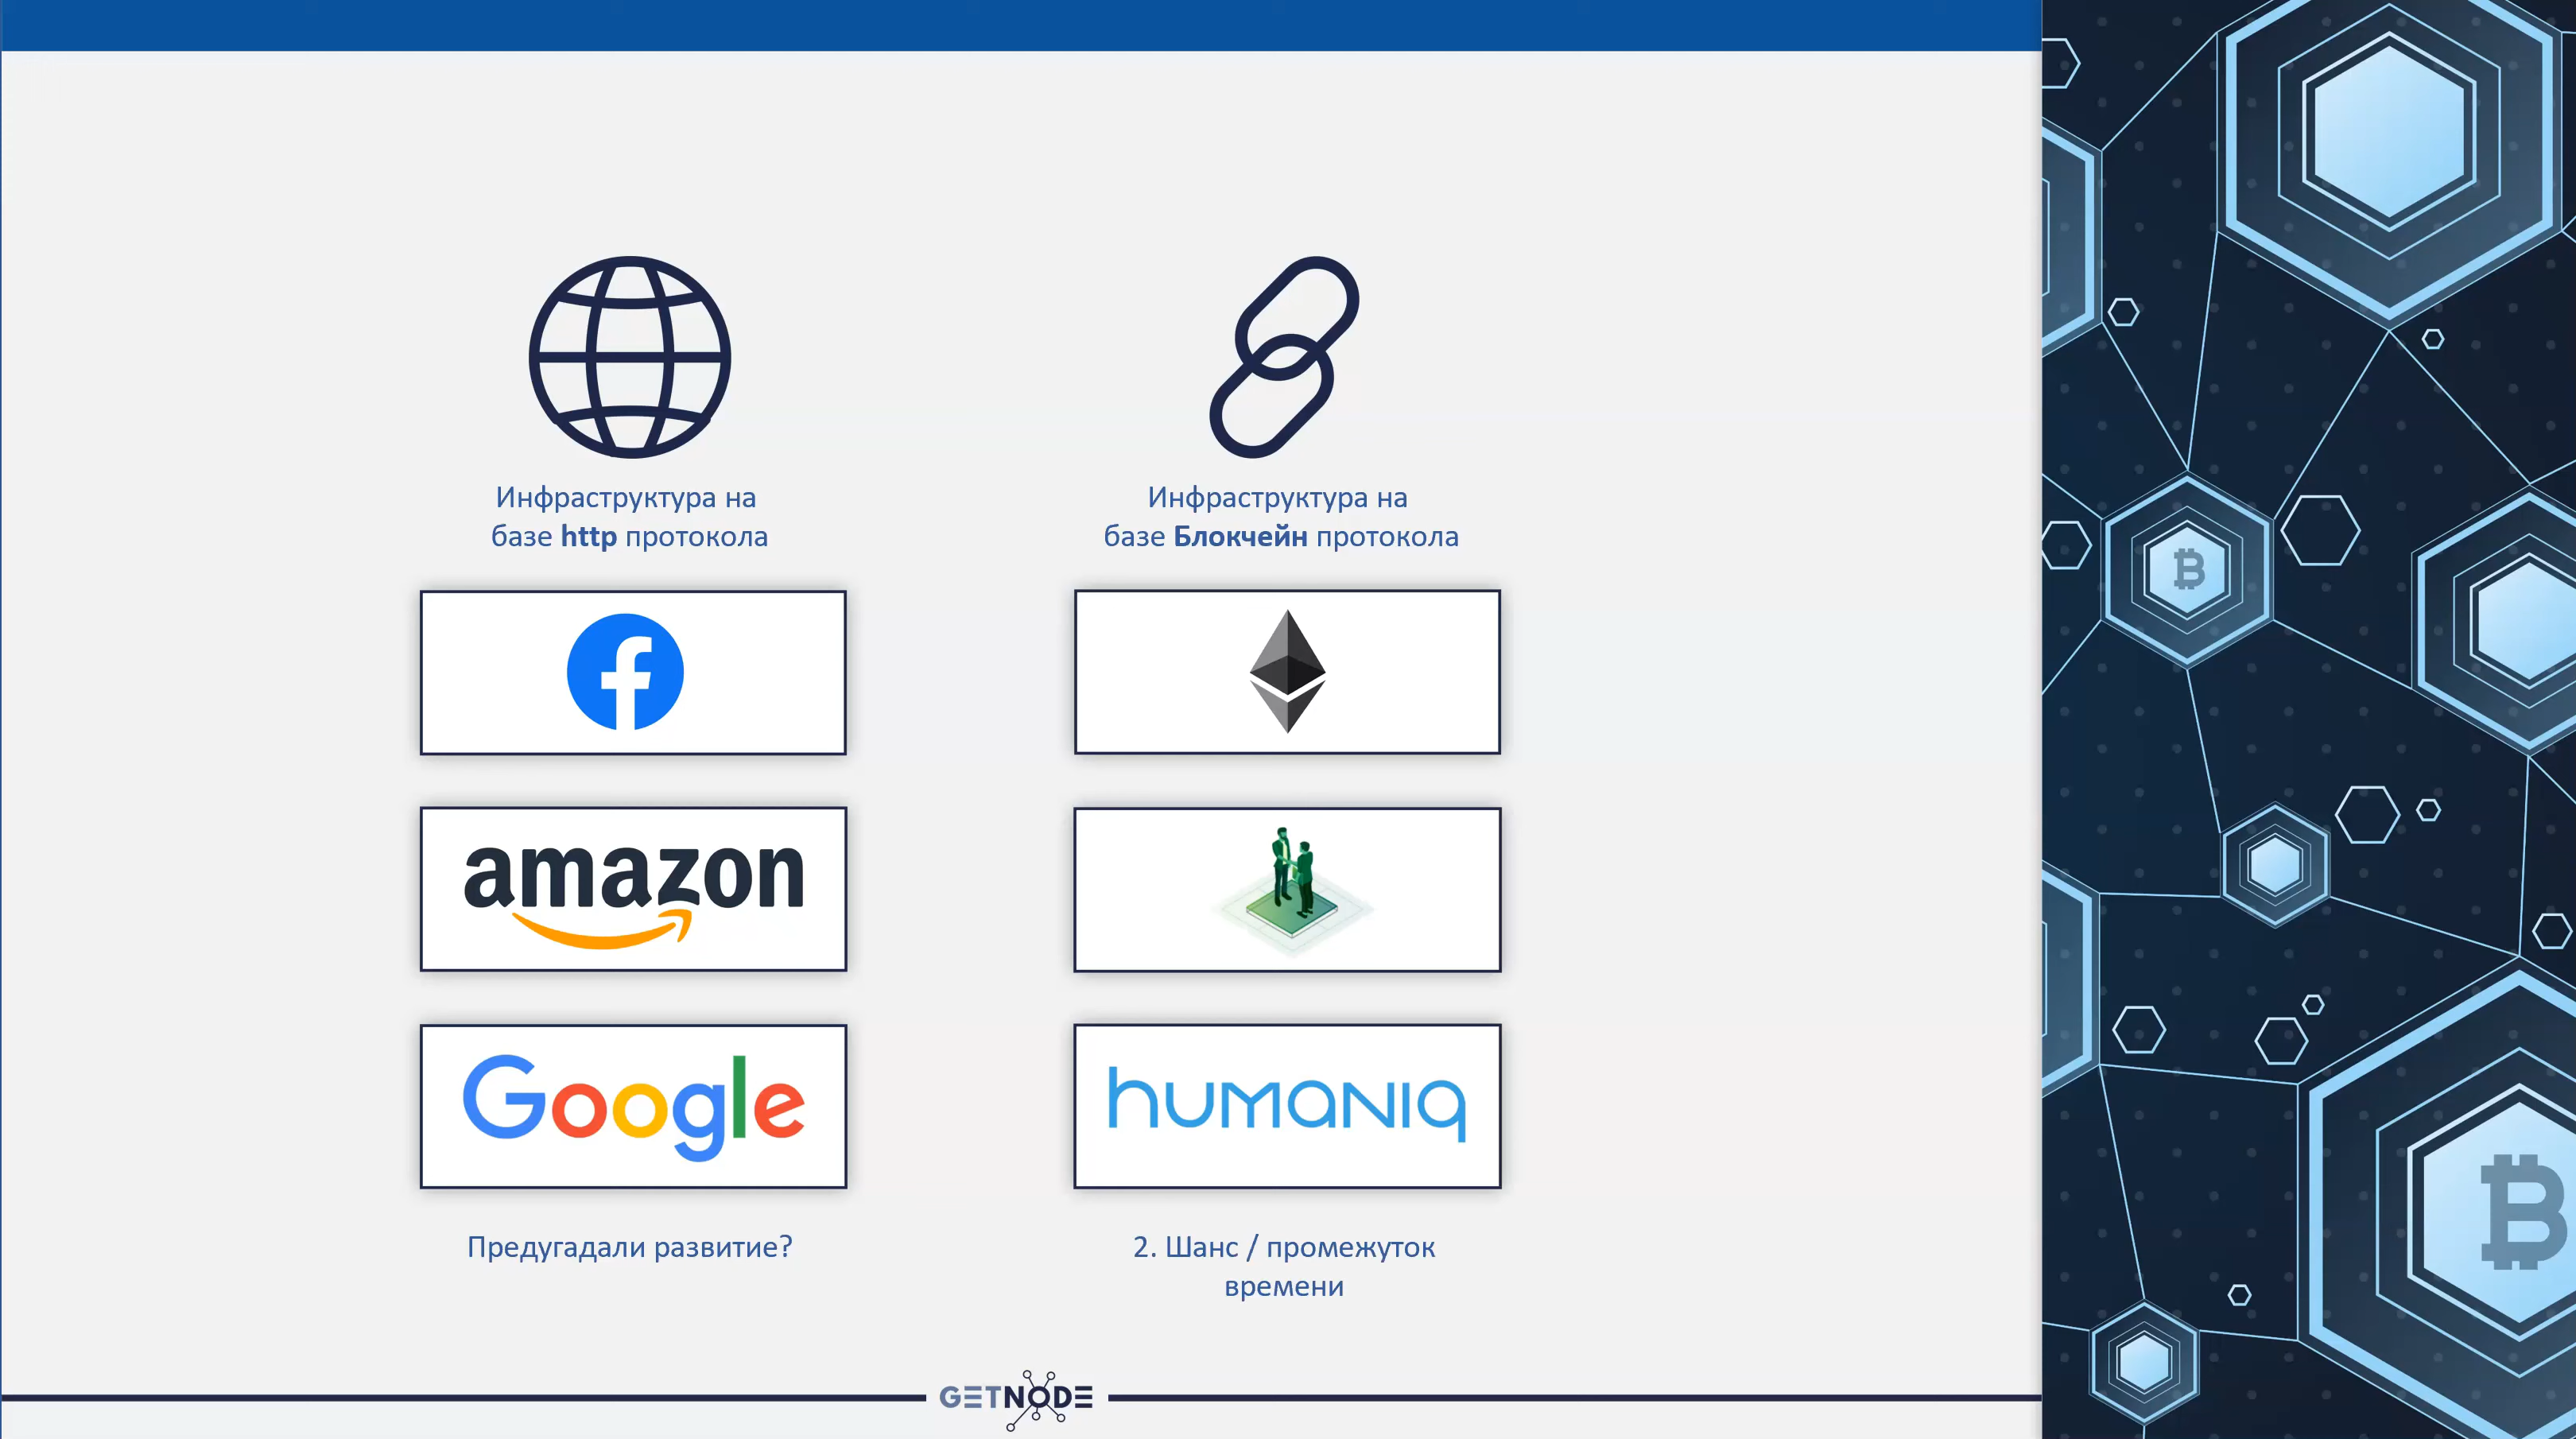 Инфраструктура на
базе http протокола
amazon
Google
Предугадали развитие?
Инфраструктура на
базе Блокчейн протокола
humaniq
2. Шанс / промежуток
времени
GETNODE